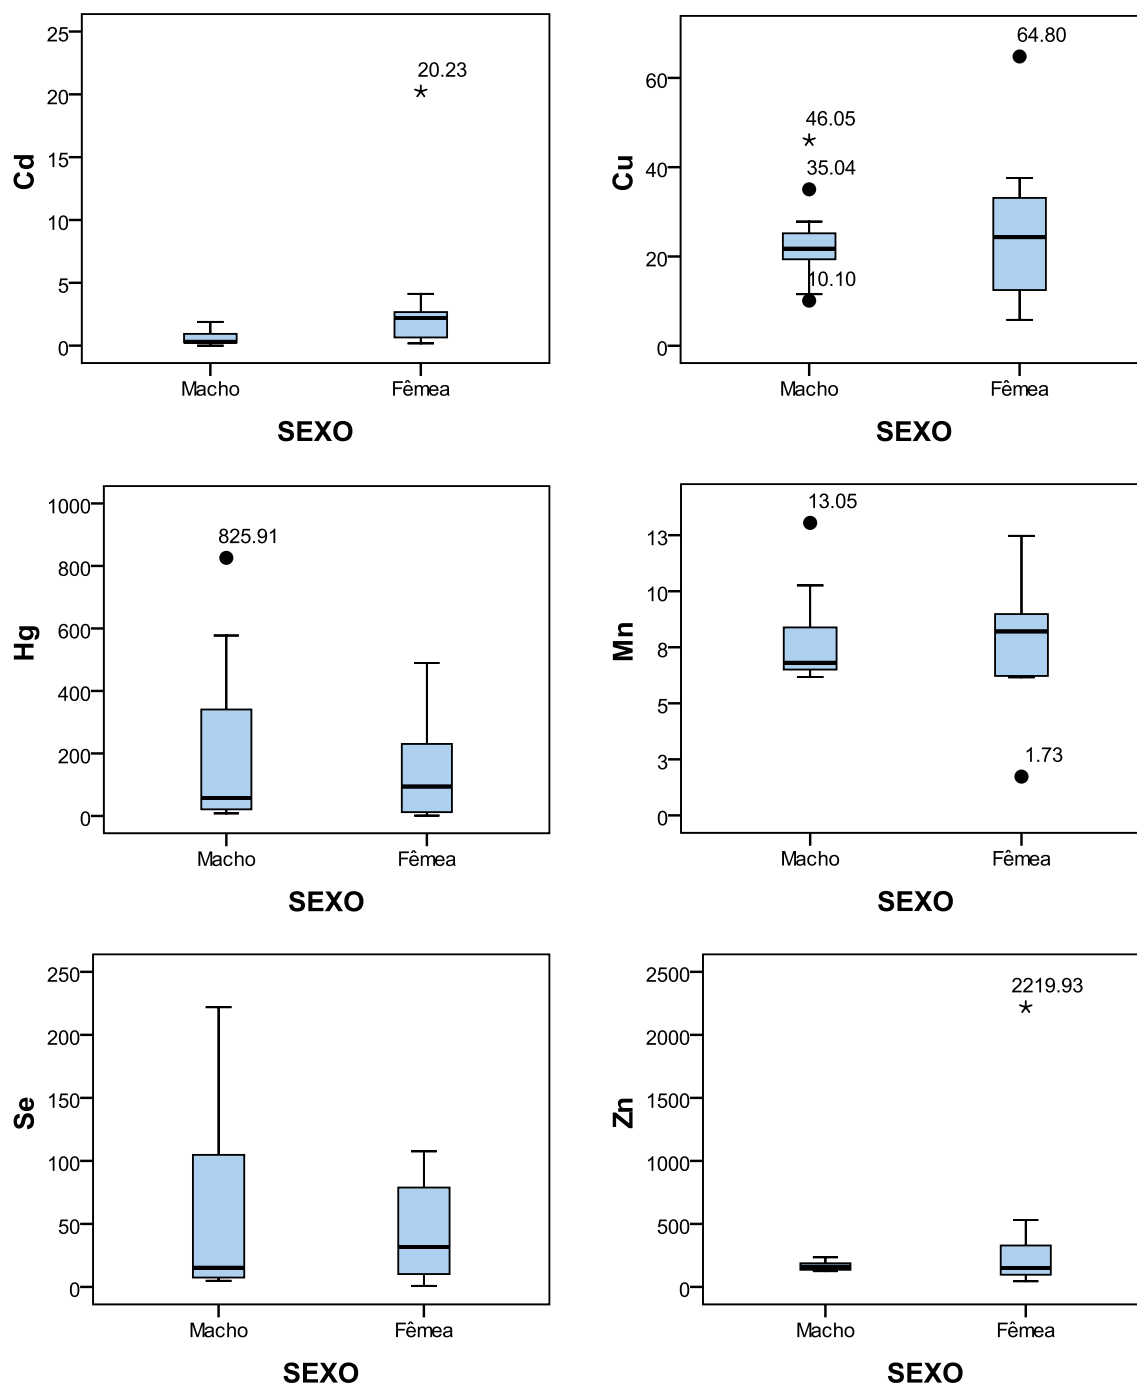 25
20
15
10
5
0
Cd
20.23
Macho
Fêmea
SEXO
60
40
20
0
Cu
46.05
35.04
10.10
64.80
Macho
Fêmea
SEXO
1000
800
600
400
200
0
Hg
825.91
Macho
Fêmea
SEXO
13
10
8
5
3
0
Mn
13.05
1.73
Macho
Fêmea
SEXO
250
200
150
100
50
0
Se
Macho
Fêmea
SEXO
2500
2000
1500
1000
500
0
Zn
2219.93
Macho
Fêmea
SEXO